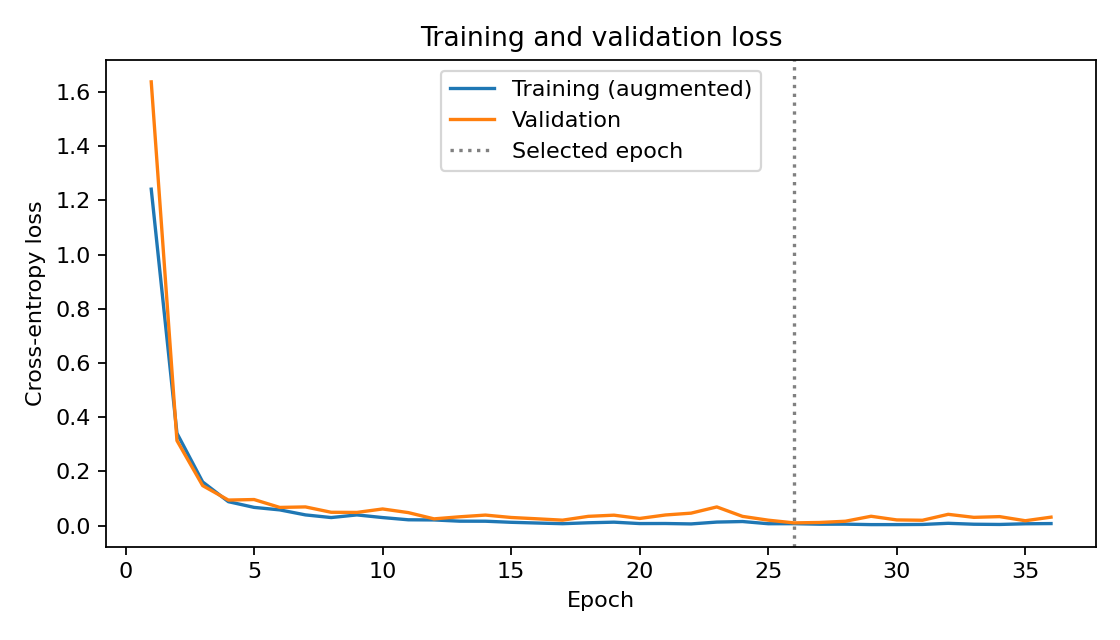 Training and validation loss
Training (augmented)
Validation
Selected epoch
Cross-entropy loss
1.6
1.4
1.2
1.0
0.8
0.6
0.4
0.2
0.0
0 5 10 15 20 25 30 35
Epoch